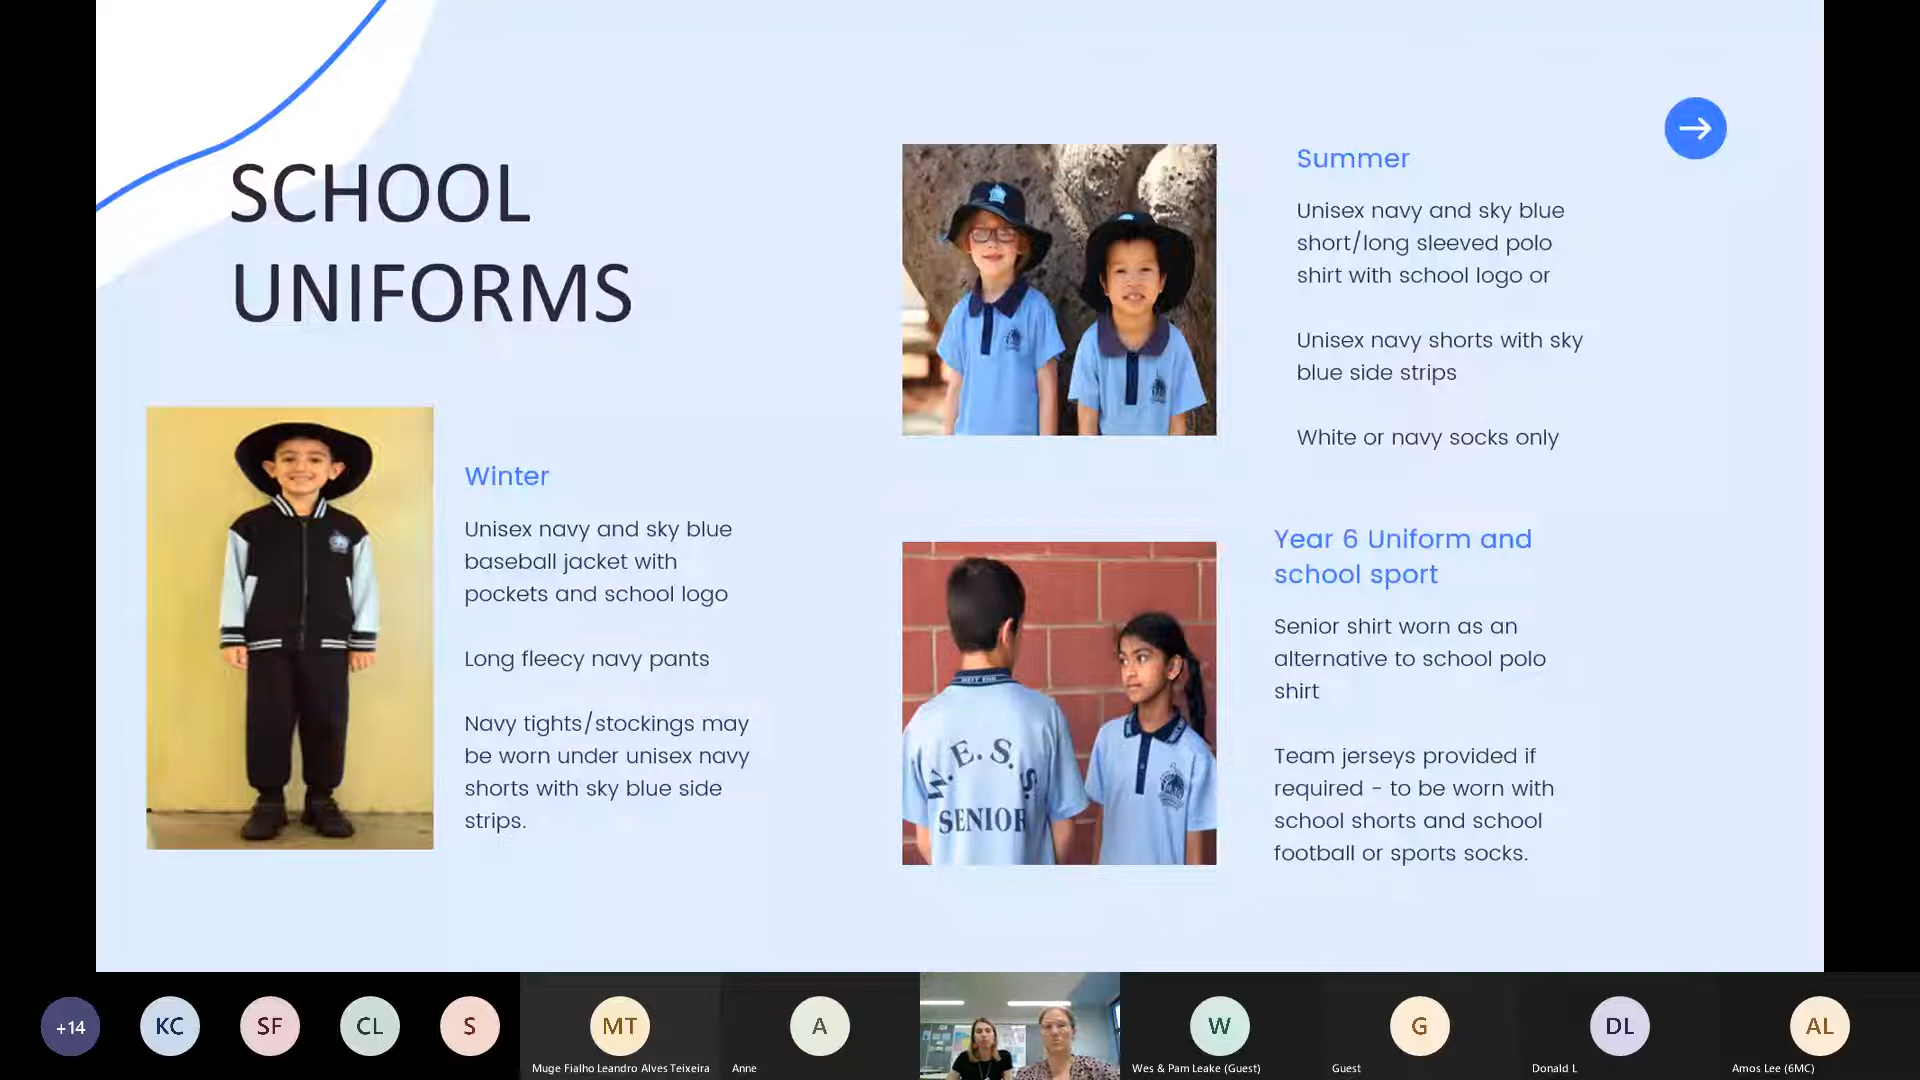 SCHOOL
UNIFORMS
Winter
Unisex navy and sky blue
baseball jacket with
pockets and school logo
Long fleecy navy pants
Navy tights/stockings may
be worn under unisex navy
shorts with sky blue side
strips.
Summer
Unisex navy and sky blue
short/long sleeved polo
shirt with school logo or
Unisex navy shorts with sky
blue side strips
White or navy socks only
Year 6 Uniform and
school sport
Senior shirt worn as an
alternative to school polo
shirt
Team jerseys provided if
required - to be worn with
school shorts and school
football or sports socks.
WEST END
W.E.S.S.
SENIOR
+14
KC
SF
CL
S
MT
Muge Fialho Leandro Alves Teixeira
A
Anne
W
Wes & Pam Leake (Guest)
G
Guest
DL
Donald L
AL
Amos Lee (6MC)